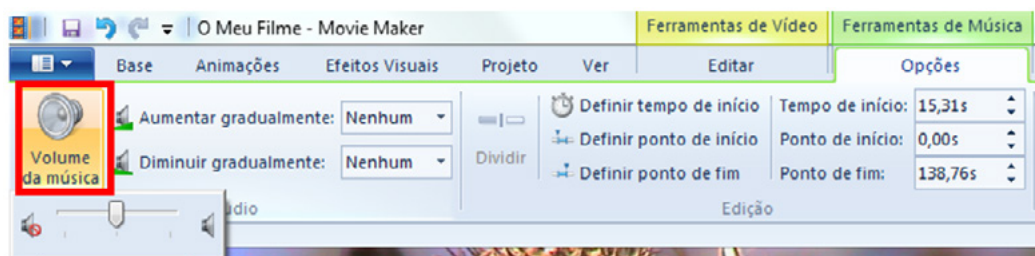 O Meu Filme - Movie Maker
Ferramentas de Vídeo
Ferramentas de Música
Base
Animações
Efeitos Visuais
Projeto
Ver
Editar
Opções
Volume
da música
Aumentar gradualmente: Nenhum
Diminuir gradualmente: Nenhum
Dividir
Definir tempo de início
Definir ponto de início
Definir ponto de fim
Tempo de início: 15,31s
Ponto de início: 0,00s
Ponto de fim: 138,76s
Edição